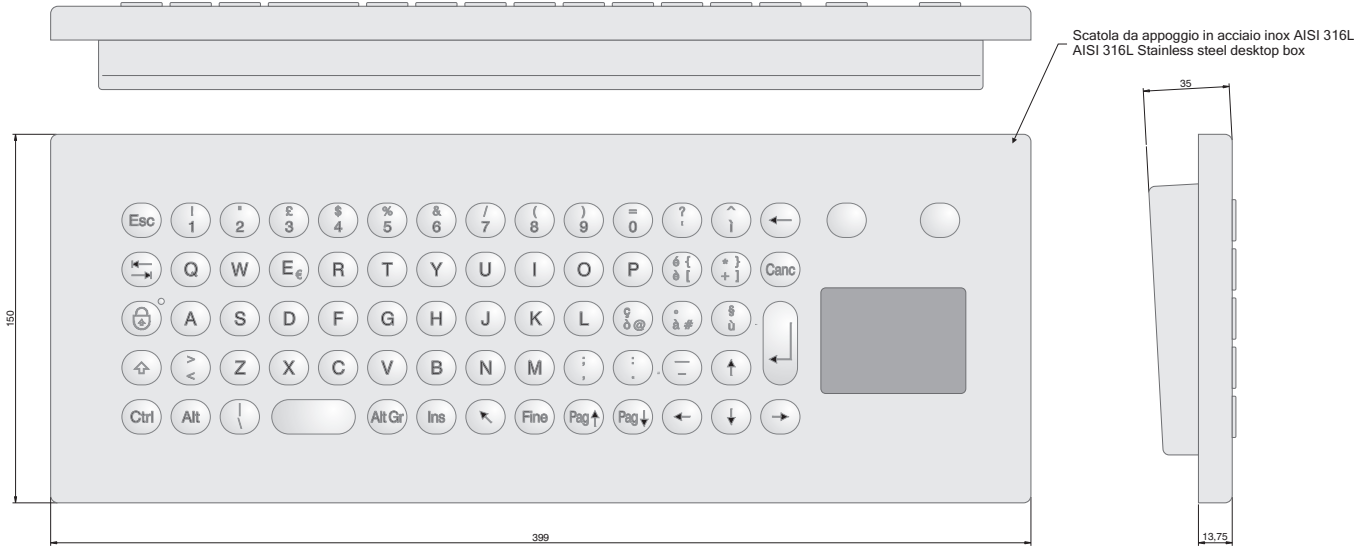 Scatola da appoggio in acciaio inox AISI 316L
AISI 316L Stainless steel desktop box
35
150
Esc ! 1 " 2 £ 3 $ 4 % 5 & 6 / 7 ( 8 ) 9 = 0 ? ' ^ ì ←
Q W E € R T Y U I O P é { è [ * } + ] Canc
A S D F G H J K L ç ò @ ° à # § ù
> < Z X C V B N M ; , : . — – ↑
Ctrl Alt | \ Alt Gr Ins ↖ Fine Pag↑ Pag↓ ← ↓ →
399
13,75